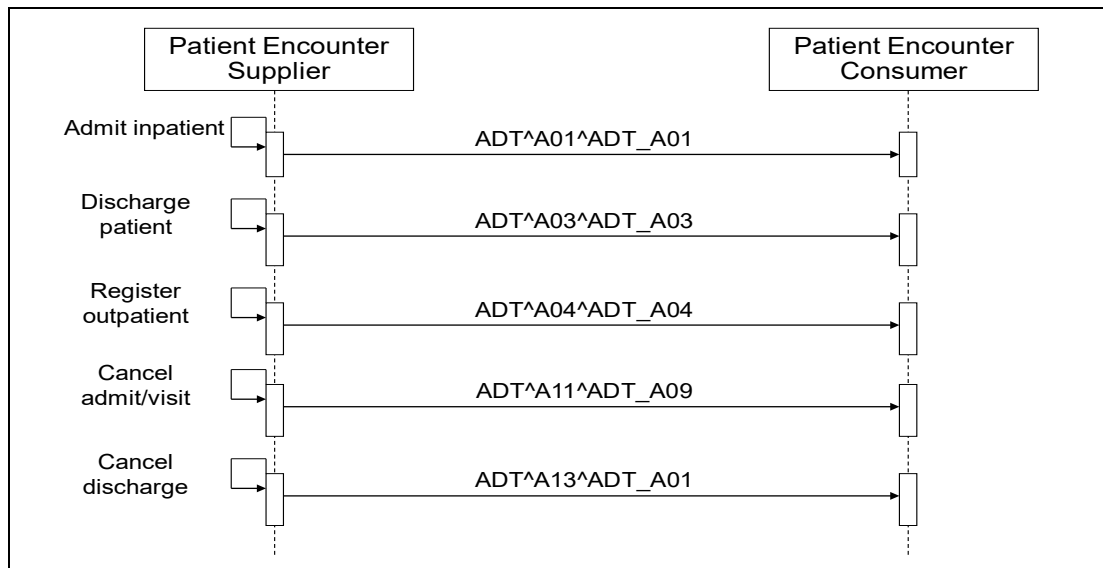 Patient Encounter
Supplier
Patient Encounter
Consumer
Admit inpatient
ADT^A01^ADT_A01
Discharge
patient
ADT^A03^ADT_A03
Register
outpatient
ADT^A04^ADT_A04
Cancel
admit/visit
ADT^A11^ADT_A09
Cancel
discharge
ADT^A13^ADT_A01